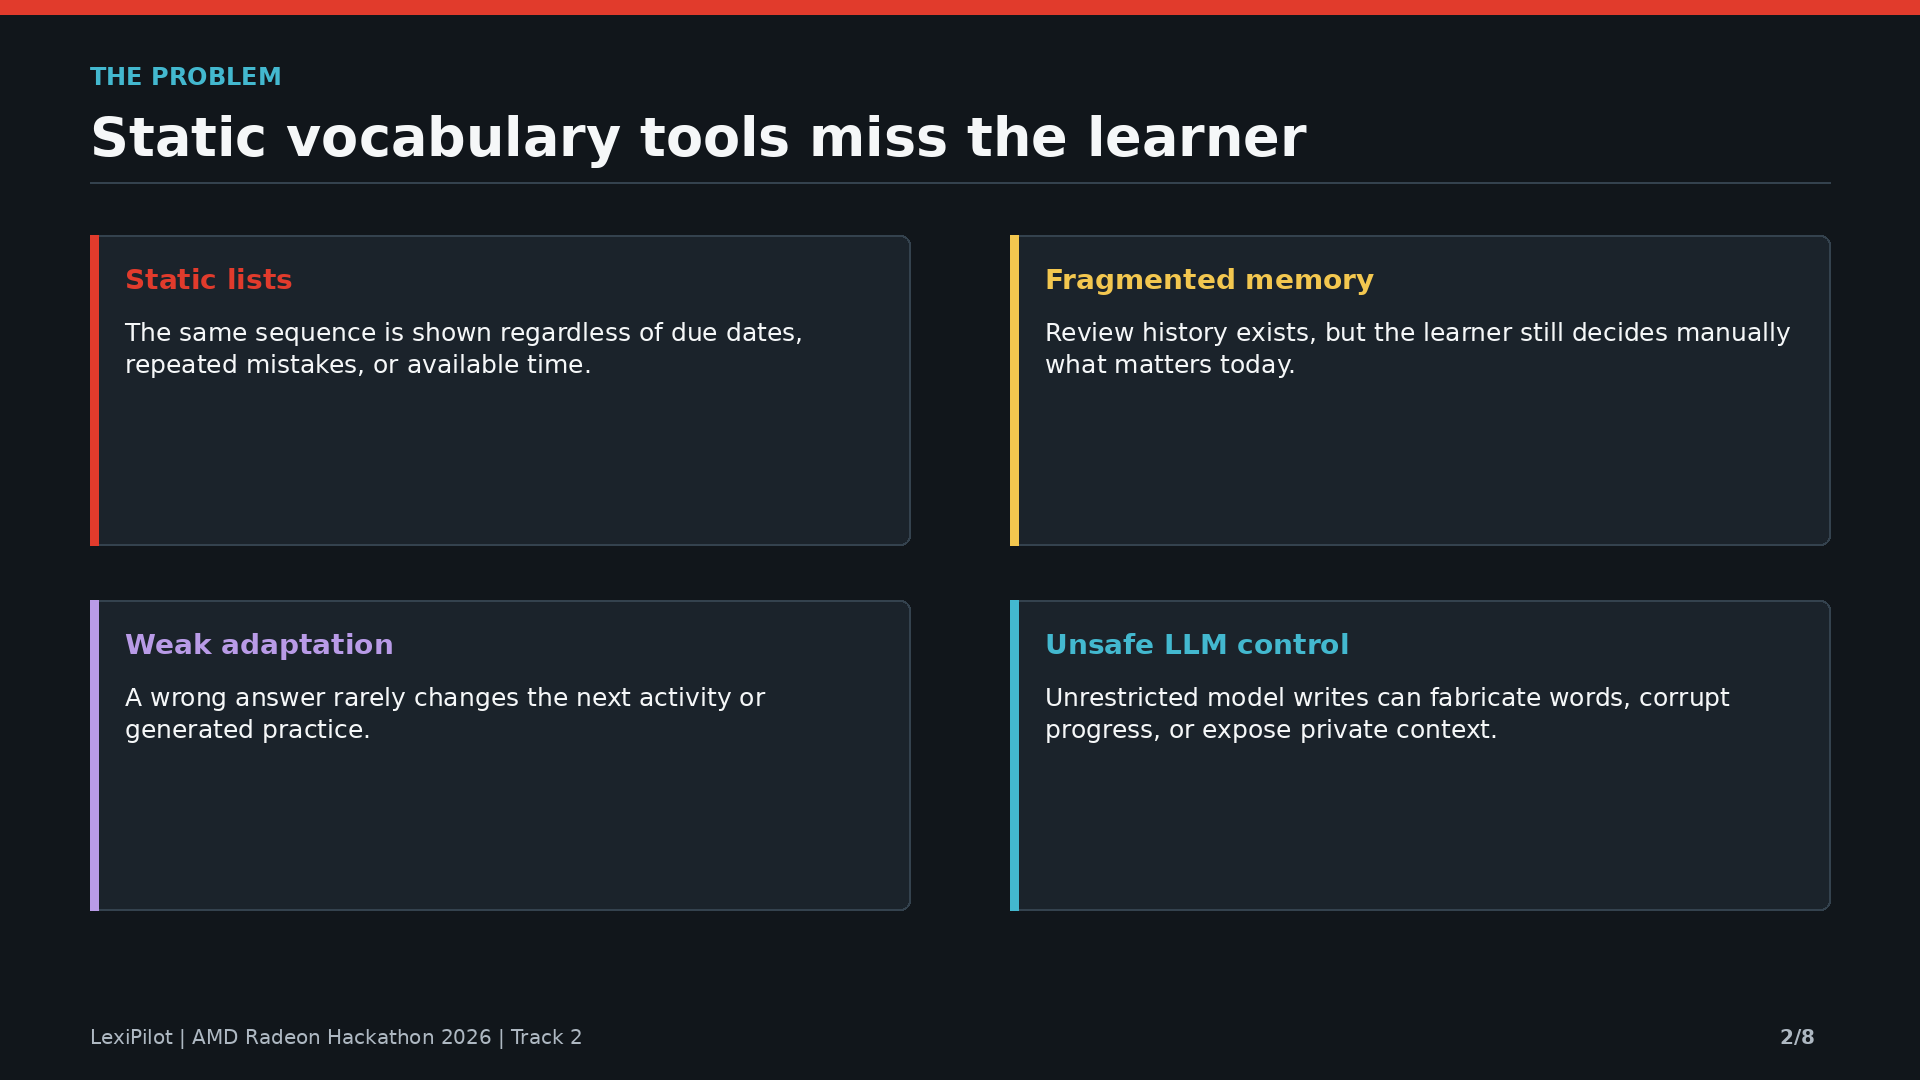 THE PROBLEM
Static vocabulary tools miss the learner
Static lists
The same sequence is shown regardless of due dates,
repeated mistakes, or available time.
Fragmented memory
Review history exists, but the learner still decides manually
what matters today.
Weak adaptation
A wrong answer rarely changes the next activity or
generated practice.
Unsafe LLM control
Unrestricted model writes can fabricate words, corrupt
progress, or expose private context.
LexiPilot | AMD Radeon Hackathon 2026 | Track 2
2/8